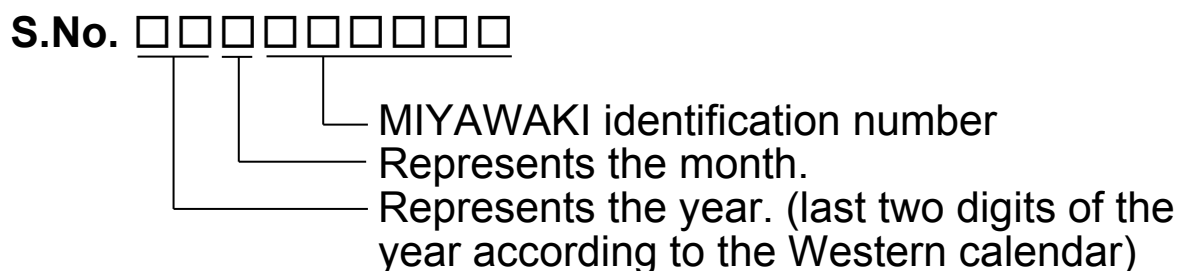 S.No. □□□□□□□□□
MIYAWAKI identification number
Represents the month.
Represents the year. (last two digits of the
year according to the Western calendar)